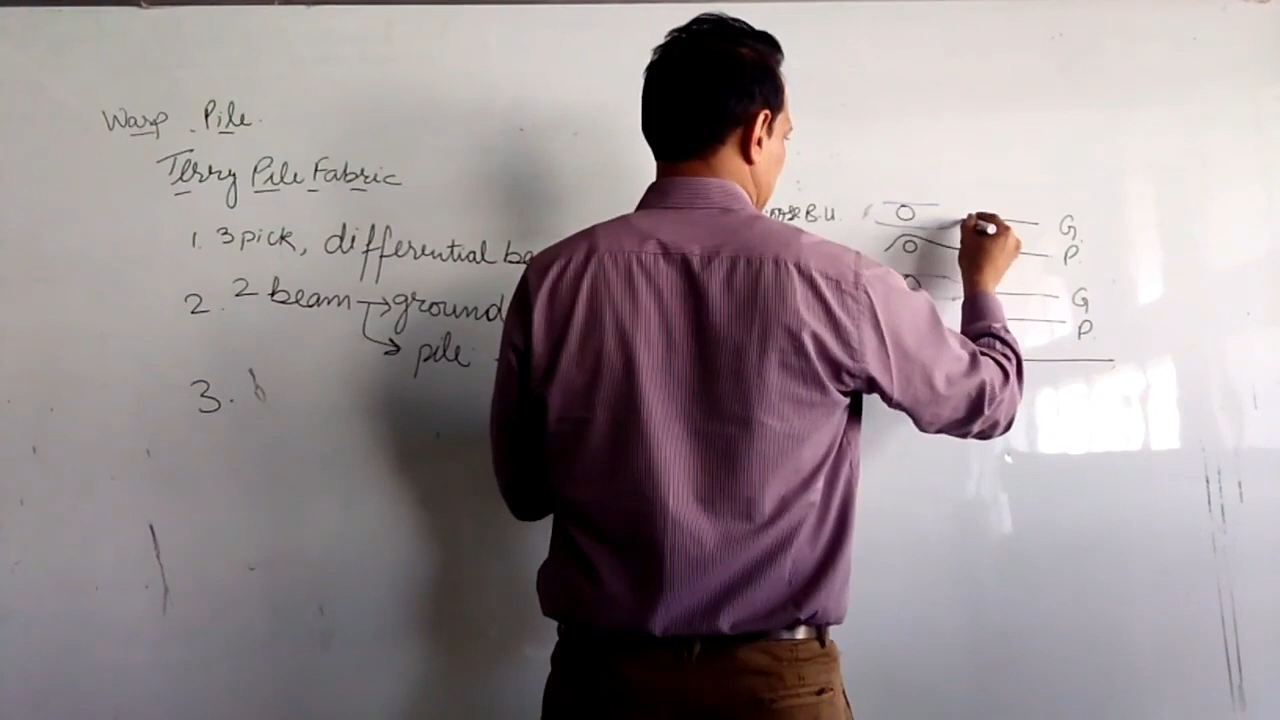 Warp Pile.
Terry Pile Fabric
1. 3 pick, differential be
2. 2 beam → ground
→ pile
3.
B.U.
G.
P.
G
P.